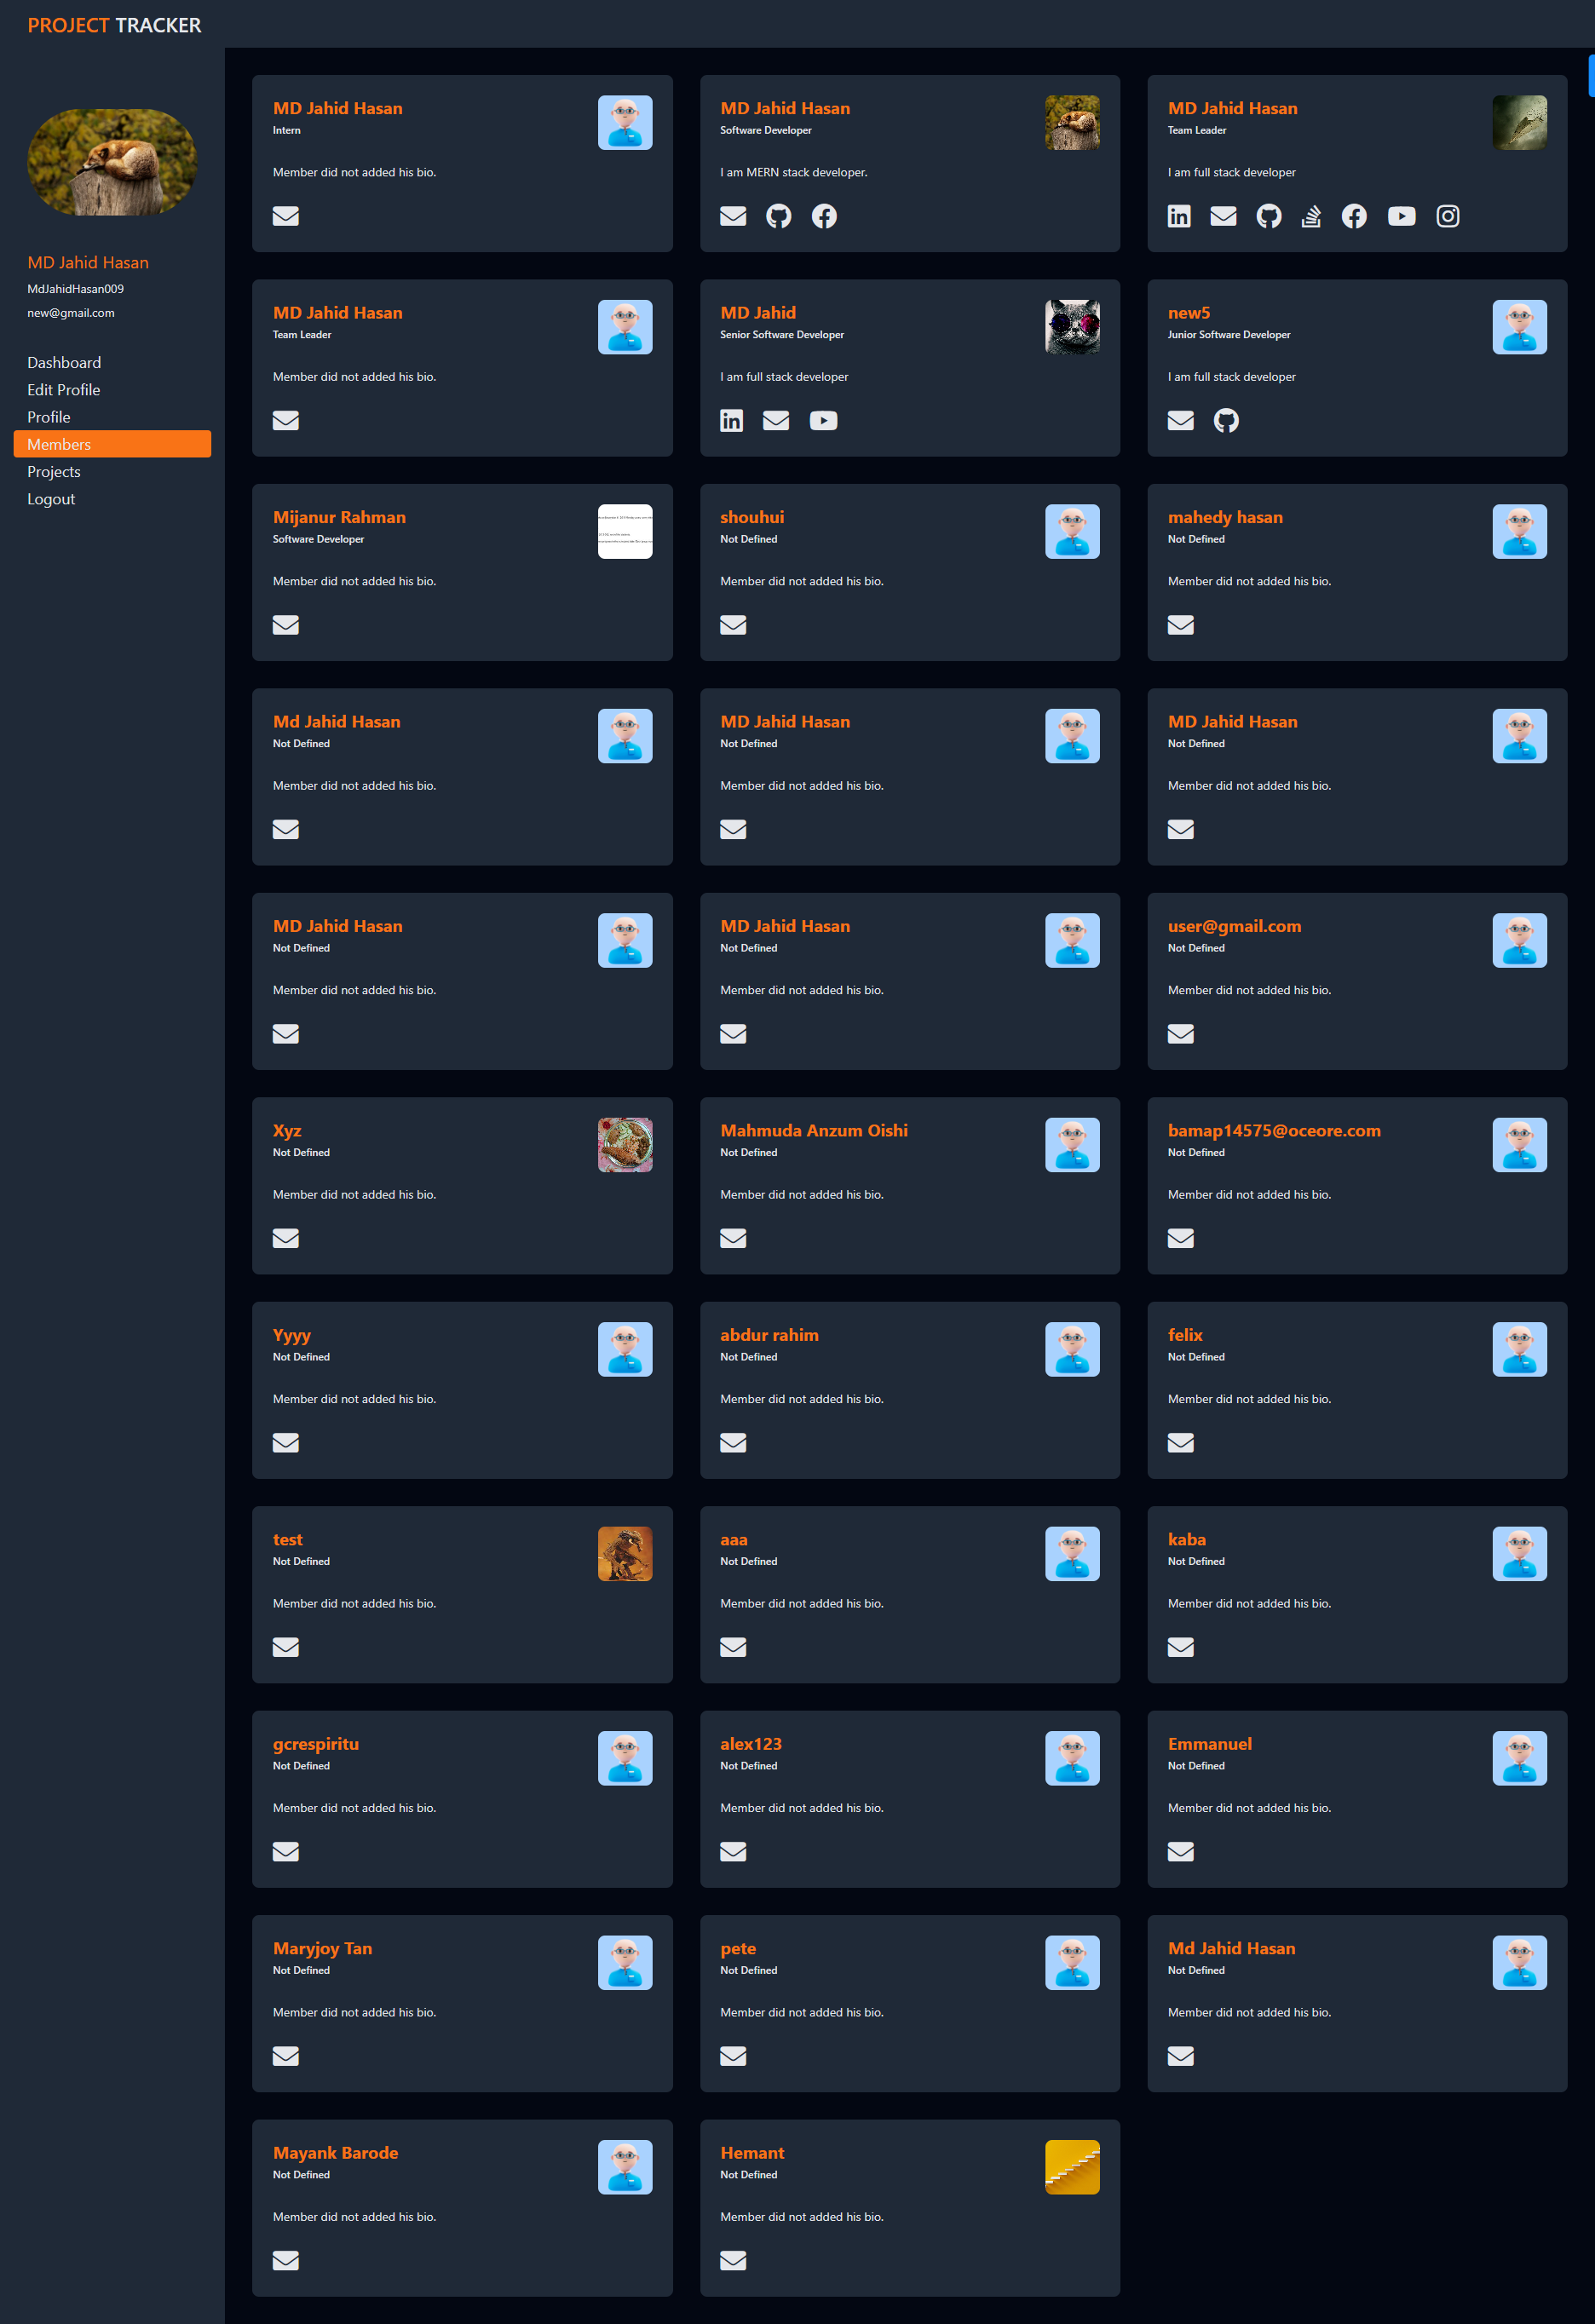 PROJECT TRACKER
MD Jahid Hasan
MdJahidHasan009
new@gmail.com
Dashboard
Edit Profile
Profile
Members
Projects
Logout
MD Jahid Hasan
Intern
Member did not added his bio.
MD Jahid Hasan
Software Developer
I am MERN stack developer.
MD Jahid Hasan
Team Leader
I am full stack developer
MD Jahid Hasan
Team Leader
Member did not added his bio.
MD Jahid
Senior Software Developer
I am full stack developer
new5
Junior Software Developer
I am full stack developer
Mijanur Rahman
Software Developer
Member did not added his bio.
shouhui
Not Defined
Member did not added his bio.
mahedy hasan
Not Defined
Member did not added his bio.
Md Jahid Hasan
Not Defined
Member did not added his bio.
MD Jahid Hasan
Not Defined
Member did not added his bio.
MD Jahid Hasan
Not Defined
Member did not added his bio.
MD Jahid Hasan
Not Defined
Member did not added his bio.
MD Jahid Hasan
Not Defined
Member did not added his bio.
user@gmail.com
Not Defined
Member did not added his bio.
Xyz
Not Defined
Member did not added his bio.
Mahmuda Anzum Oishi
Not Defined
Member did not added his bio.
bamap14575@oceore.com
Not Defined
Member did not added his bio.
Yyyy
Not Defined
Member did not added his bio.
abdur rahim
Not Defined
Member did not added his bio.
felix
Not Defined
Member did not added his bio.
test
Not Defined
Member did not added his bio.
aaa
Not Defined
Member did not added his bio.
kaba
Not Defined
Member did not added his bio.
gcrespiritu
Not Defined
Member did not added his bio.
alex123
Not Defined
Member did not added his bio.
Emmanuel
Not Defined
Member did not added his bio.
Maryjoy Tan
Not Defined
Member did not added his bio.
pete
Not Defined
Member did not added his bio.
Md Jahid Hasan
Not Defined
Member did not added his bio.
Mayank Barode
Not Defined
Member did not added his bio.
Hemant
Not Defined
Member did not added his bio.